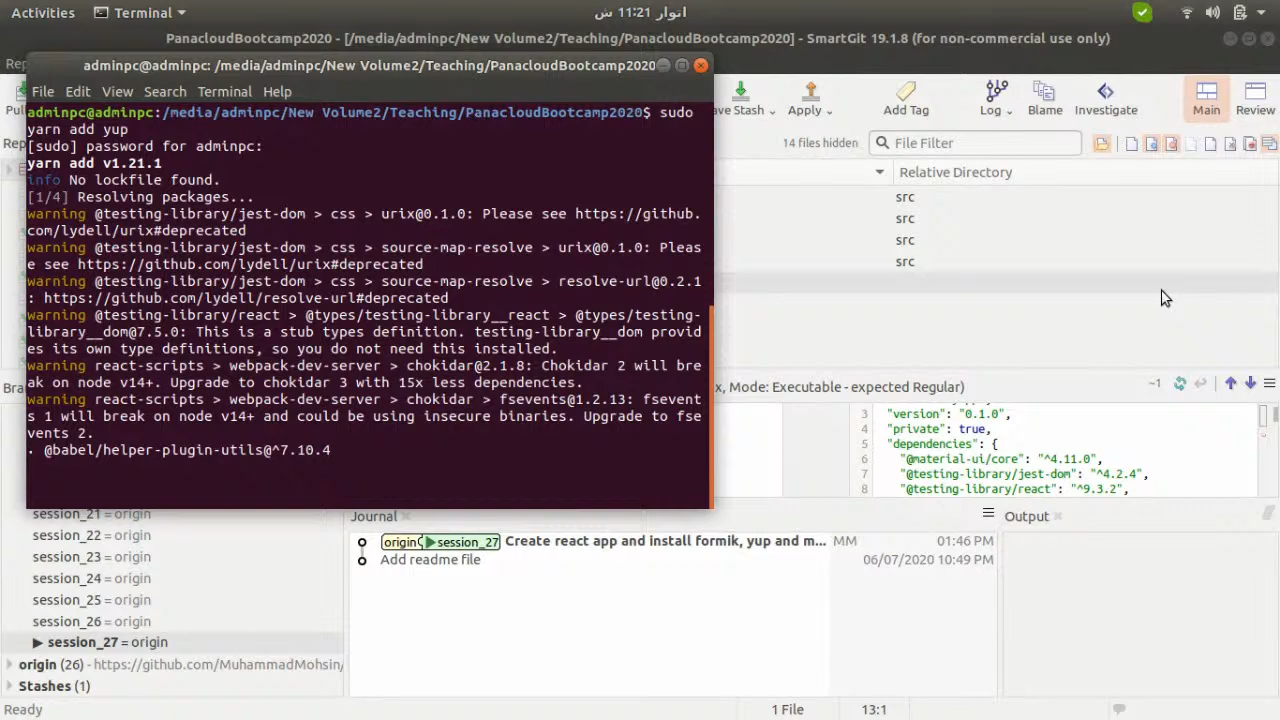 Activities
Terminal
اتوار 11:21 ش
PanacloudBootcamp2020 - [/media/adminpc/New Volume2/Teaching/PanacloudBootcamp2020] - SmartGit 19.1.8 (for non-commercial use only)
adminpc@adminpc: /media/adminpc/New Volume2/Teaching/PanacloudBootcamp2020
File Edit View Search Terminal Help
adminpc@adminpc:/media/adminpc/New Volume2/Teaching/PanacloudBootcamp2020$ sudo
yarn add yup
[sudo] password for adminpc:
yarn add v1.21.1
info No lockfile found.
[1/4] Resolving packages...
warning @testing-library/jest-dom > css > urix@0.1.0: Please see https://github.
com/lydell/urix#deprecated
warning @testing-library/jest-dom > css > source-map-resolve > urix@0.1.0: Pleas
e see https://github.com/lydell/urix#deprecated
warning @testing-library/jest-dom > css > source-map-resolve > resolve-url@0.2.1
: https://github.com/lydell/resolve-url#deprecated
warning @testing-library/react > @types/testing-library__react > @types/testing-
library__dom@7.5.0: This is a stub types definition. testing-library__dom provid
es its own type definitions, so you do not need this installed.
warning react-scripts > webpack-dev-server > chokidar@2.1.8: Chokidar 2 will bre
ak on node v14+. Upgrade to chokidar 3 with 15x less dependencies.
warning react-scripts > webpack-dev-server > chokidar > fsevents@1.2.13: fsevent
s 1 will break on node v14+ and could be using insecure binaries. Upgrade to fse
vents 2.
. @babel/helper-plugin-utils@^7.10.4
ve Stash
Apply
Add Tag
Log
Blame
Investigate
Main
Review
14 files hidden
File Filter
Relative Directory
src
src
src
src
x, Mode: Executable - expected Regular)
~1
3 "version": "0.1.0",
4 "private": true,
5 "dependencies": {
6 "@material-ui/core": "^4.11.0",
7 "@testing-library/jest-dom": "^4.2.4",
8 "@testing-library/react": "^9.3.2",
session_21 = origin
session_22 = origin
session_23 = origin
session_24 = origin
session_25 = origin
session_26 = origin
session_27 = origin
origin (26) - https://github.com/MuhammadMohsin/
Stashes (1)
Journal
origin session_27 Create react app and install formik, yup and m... MM 01:46 PM
Add readme file 06/07/2020 10:49 PM
Output
Ready
1 File
13:1